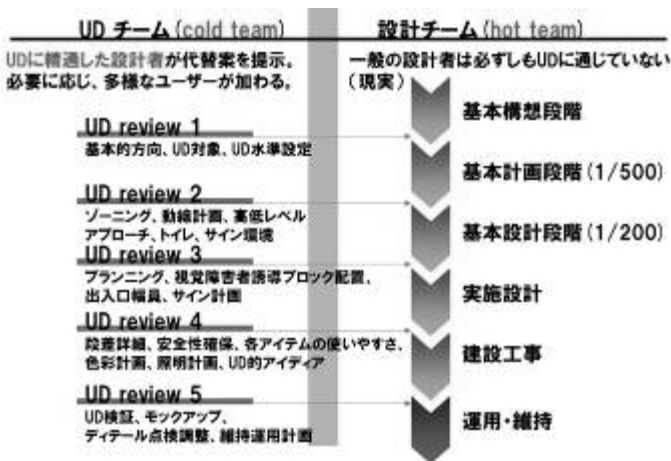 UD チーム(cold team)
UDに精通した設計者が代替案を提示。
必要に応じ、多様なユーザーが加わる。
UD review 1
基本的方向、UD対象、UD水準設定
UD review 2
ゾーニング、動線計画、高低レベル
アプローチ、トイレ、サイン環境
UD review 3
プランニング、視覚障害者誘導ブロック配置、
出入口幅員、サイン計画
UD review 4
段差詳細、安全性確保、各アイテムの使いやすさ、
色彩計画、照明計画、UD的アイディア
UD review 5
UD検証、モックアップ、
ディテール点検調整、維持運用計画
設計チーム(hot team)
一般の設計者は必ずしもUDに通じていない
(現実)
基本構想段階
基本計画段階(1/500)
基本設計段階(1/200)
実施設計
建設工事
運用・維持